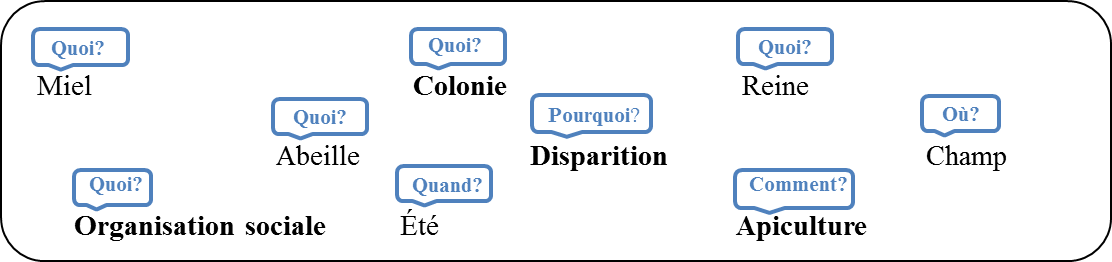 Quoi?
Miel
Quoi?
Colonie
Quoi?
Reine
Quoi?
Abeille
Pourquoi?
Disparition
Où?
Champ
Quoi?
Organisation sociale
Quand?
Été
Comment?
Apiculture